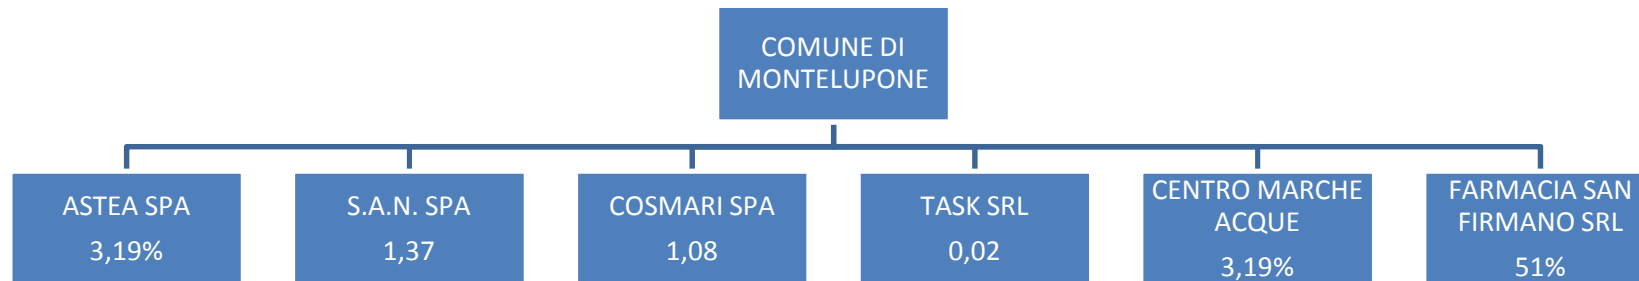 COMUNE DI
MONTELUPONE
ASTEA SPA
3,19%
S.A.N. SPA
1,37
COSMARI SPA
1,08
TASK SRL
0,02
CENTRO MARCHE
ACQUE
3,19%
FARMACIA SAN
FIRMANO SRL
51%